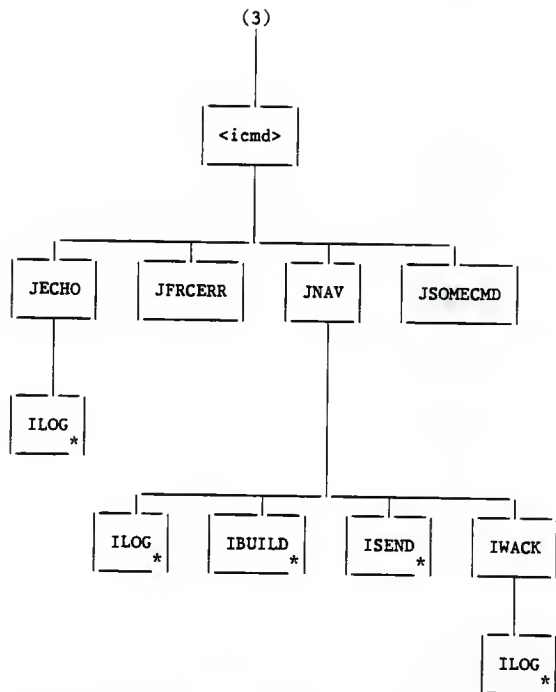 (3)
<icmd>
JECHO JFRCERR JNAV JSOMECMD
ILOG
*
ILOG IBUILD ISEND IWACK
* * *
ILOG
*